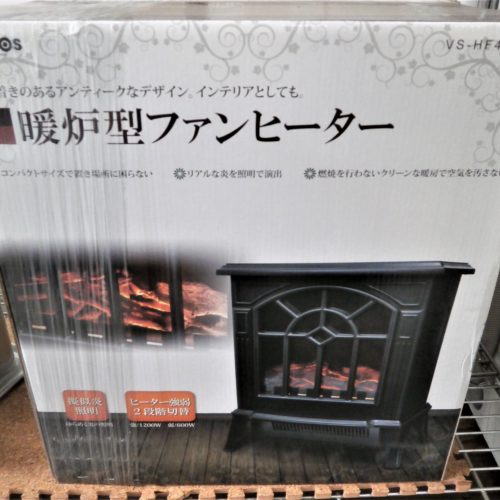 OS
VS-HF4
着きのあるアンティークなデザイン。インテリアとしても。
暖炉型ファンヒーター
コンパクトサイズで置き場所に困らない
リアルな炎を照明で演出
燃焼を行わないクリーンな暖房で空気を汚さない
擬似炎
照明
ヒーター強弱
2段階切替
強/1200W 弱/600W